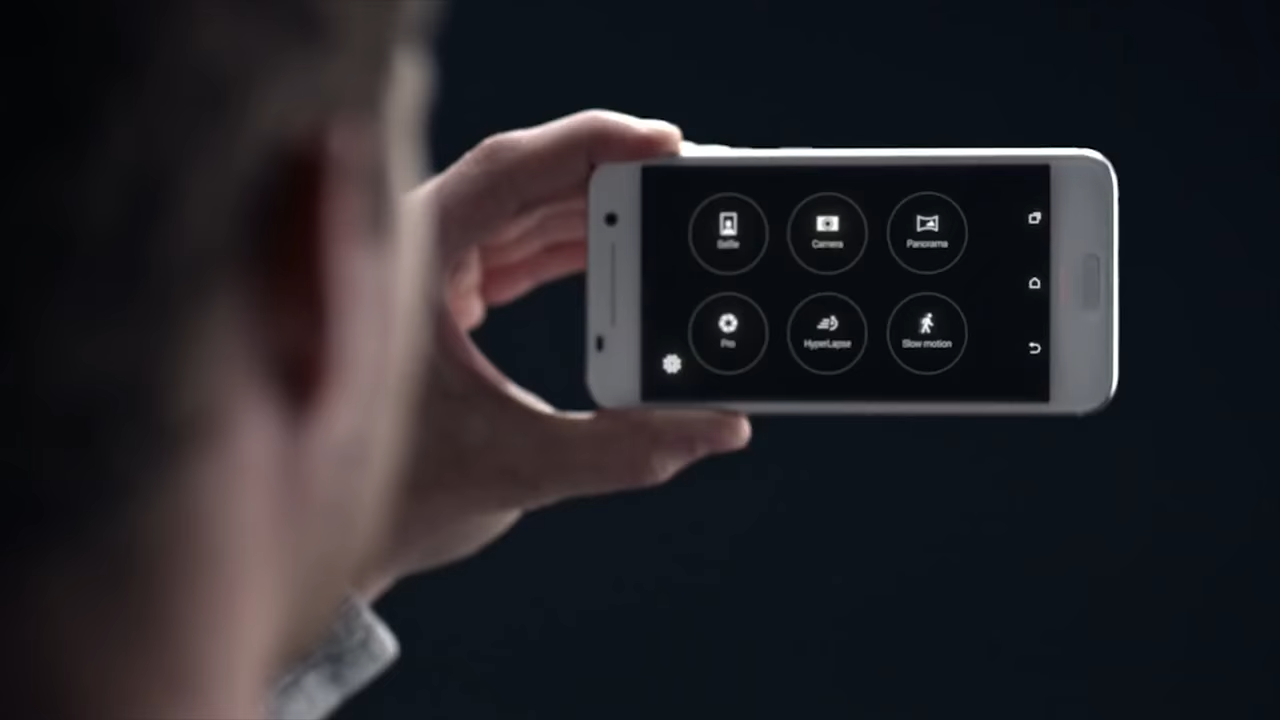 Selfie
Camera
Panorama
Pro
HyperLapse
Slow motion